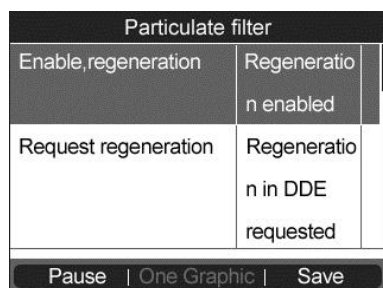 Particulate filter
Enable,regeneration Regeneratio
n enabled
Request regeneration Regeneratio
n in DDE
requested
Pause | One Graphic | Save